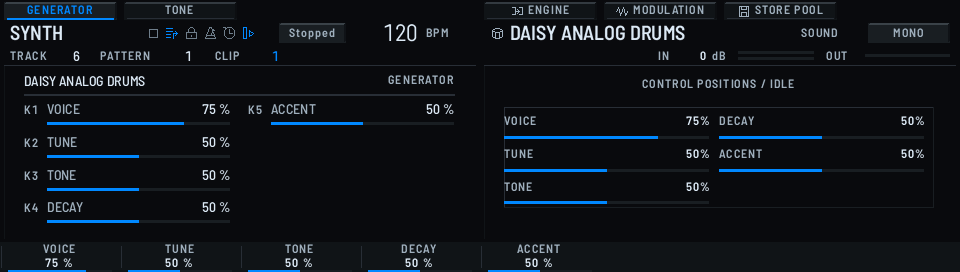 GENERATOR TONE ENGINE MODULATION STORE POOL
SYNTH Stopped 120 BPM DAISY ANALOG DRUMS SOUND MONO
TRACK 6 PATTERN 1 CLIP 1 IN 0 dB OUT
DAISY ANALOG DRUMS GENERATOR CONTROL POSITIONS / IDLE
K1 VOICE 75 % K5 ACCENT 50 % VOICE 75% DECAY 50%
K2 TUNE 50 % TUNE 50% ACCENT 50%
K3 TONE 50 % TONE 50%
K4 DECAY 50 %
VOICE TUNE TONE DECAY ACCENT
75 % 50 % 50 % 50 % 50 %